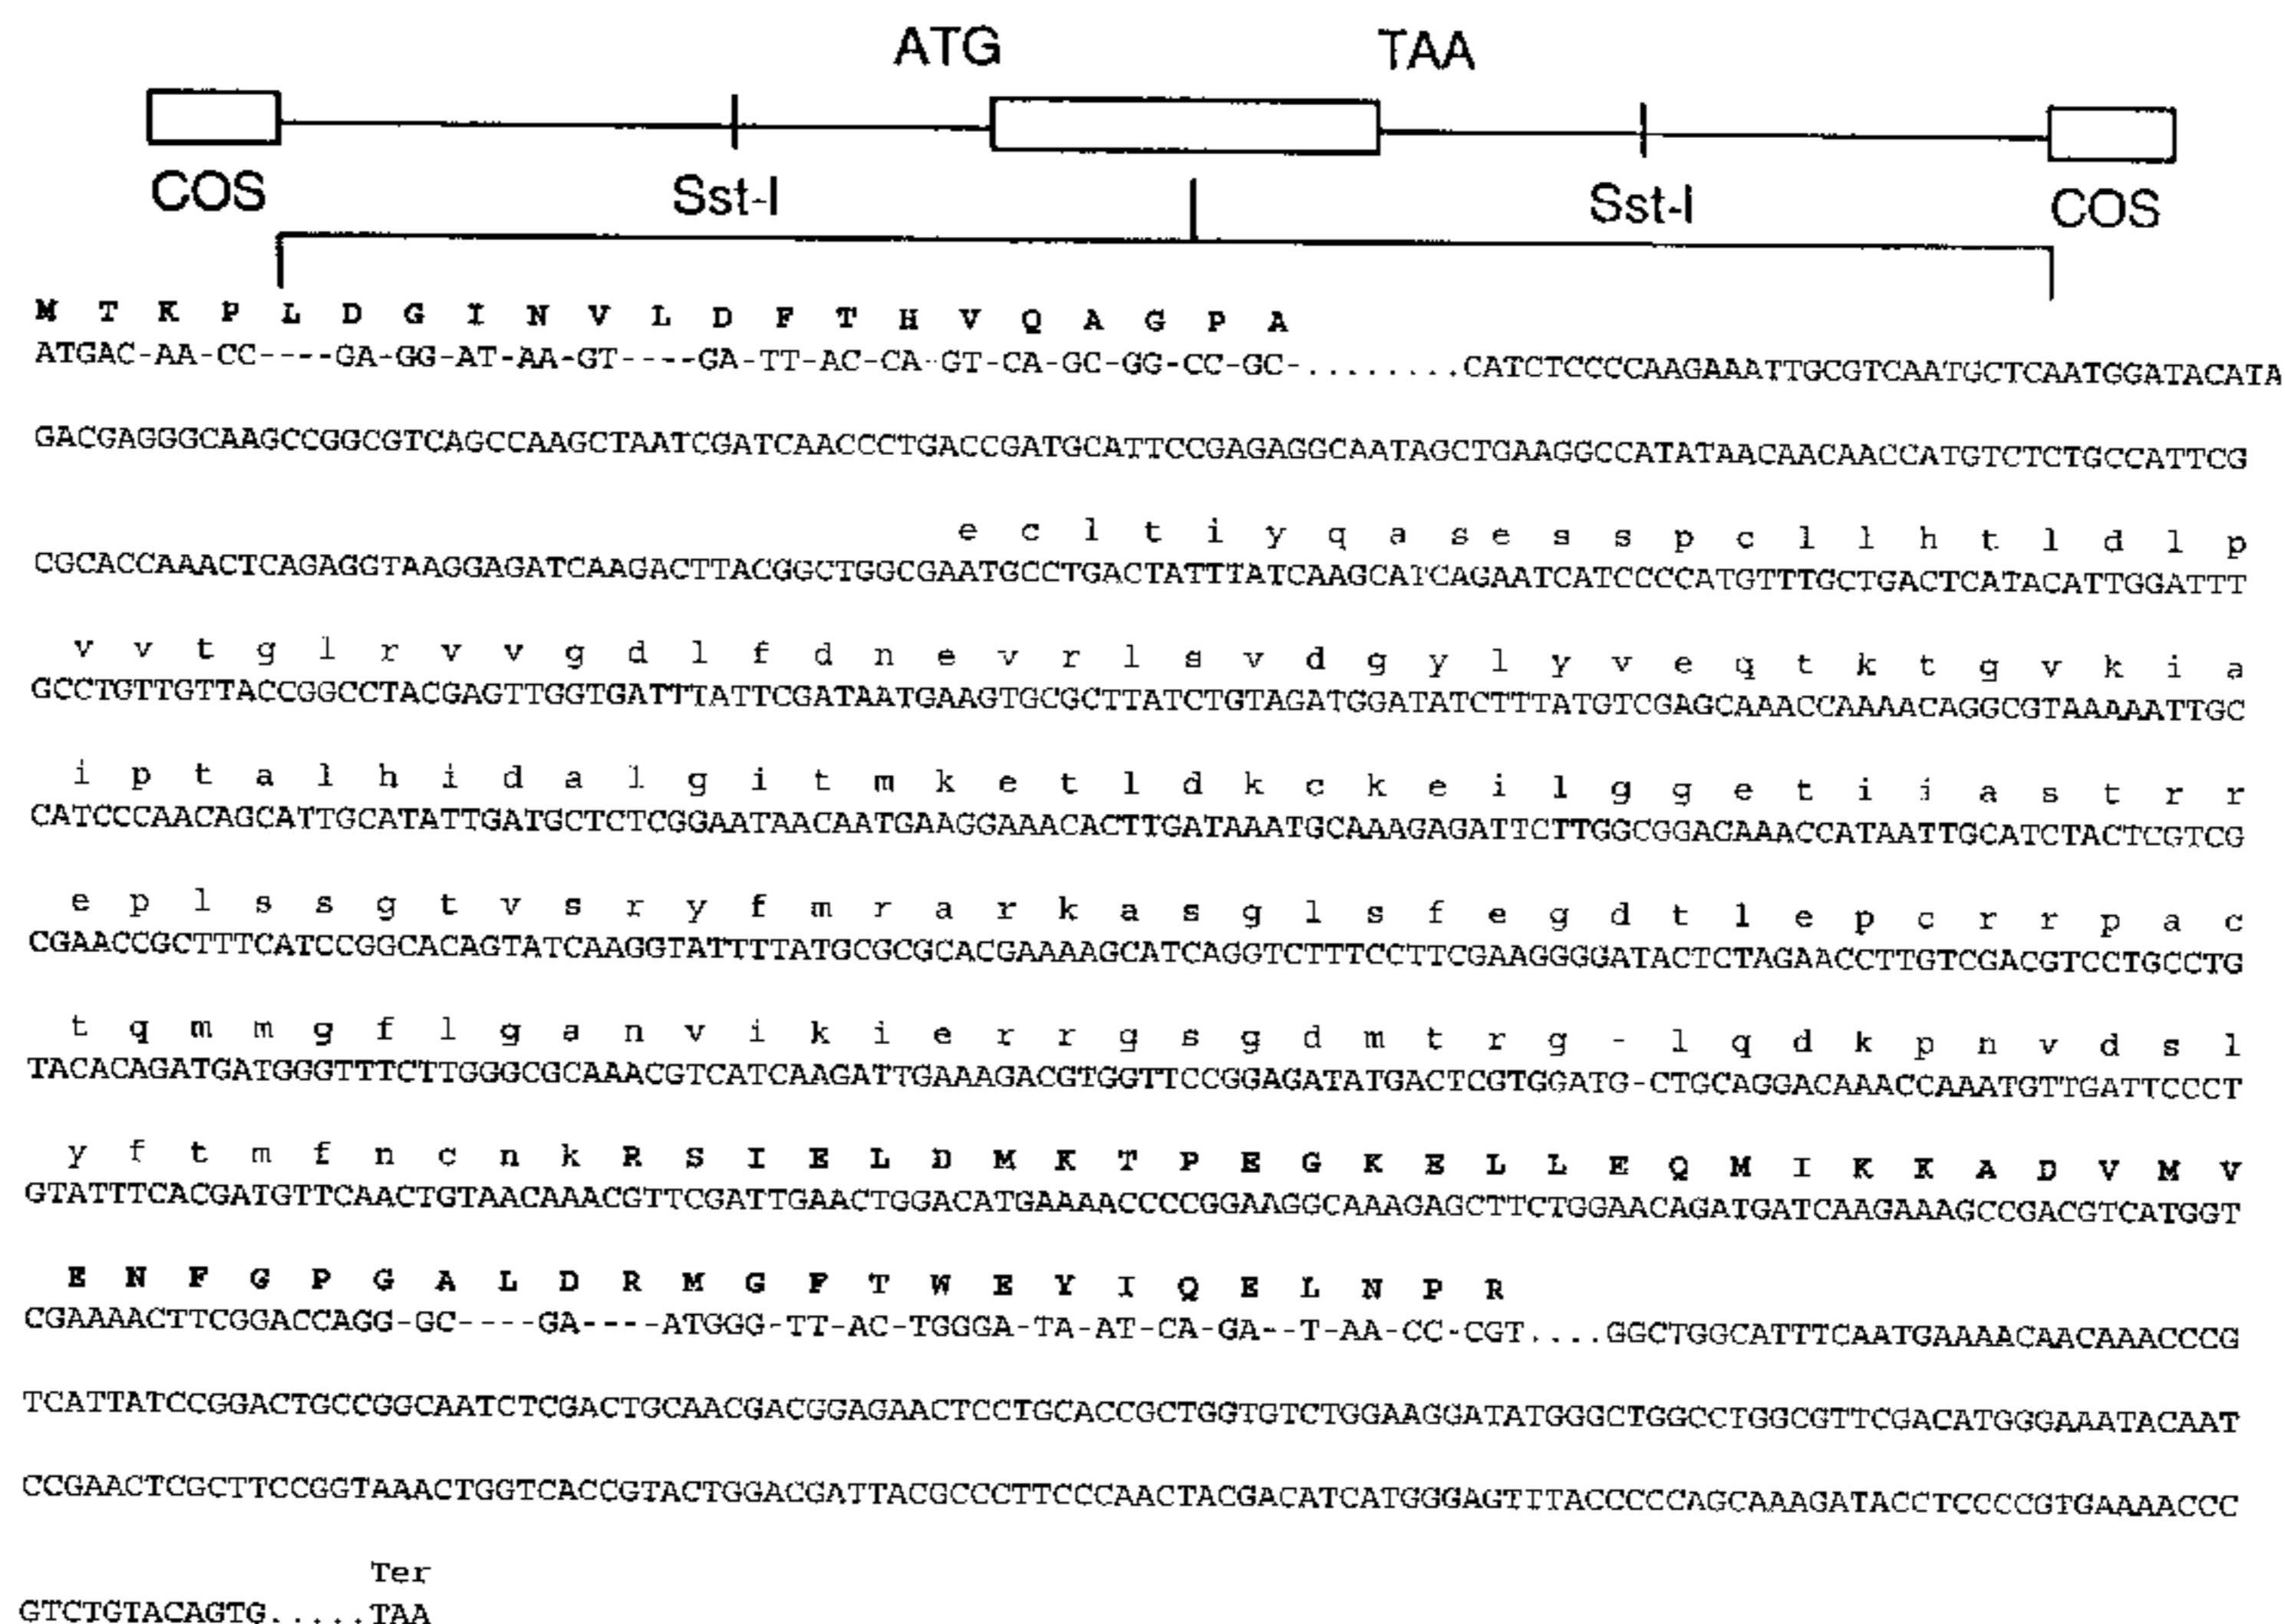 ATG TAA
COS Sst-I Sst-I COS
M T K P L D G I N V L D F T H V Q A G P A
ATGAC-AA-CC----GA-GG-AT-AA-GT----GA-TT-AC-CA-GT-CA-GC-GG-CC-GC-.........CATCTCCCCAAGAAATTGCGTCAATGCTCAATGGATACATA
GACGAGGGCAAGCCGGCGTCAGCCAAGCTAATCGATCAACCCTGACCGATGCATTCCGAGAGGCAATAGCTGAAGGCCATATAACAACAACCATGTCTCTGCCATTCG
e c l t i y q a s e s s p c l l h t l d l p
CGCACCAAACTCAGAGGTAAGGAGATCAAGACTTACGGCTGGCGAATGCCTGACTATTTATCAAGCATCAGAATCATCCCCATGTTTGCTGACTCATACATTGGATTT
v v t g l r v v g d l f d n e v r l s v d g y l y v e q t k t g v k i a
GCCTGTTGTTACCGGCCTACGAGTTGGTGATTTATTCGATAATGAAGTGCGCTTATCTGTAGATGGATATCTTTATGTCGAGCAAACCAAAACAGGCGTAAAAATTGC
i p t a l h i d a l g i t m k e t l d k c k e i l g g e t i i a s t r r
CATCCCAACAGCATTGCATATTGATGCTCTCGGAATAACAATGAAGGAAACACTTGATAAATGCAAAGAGATTCTTGGCGGACAAACCATAATTGCATCTACTCGTCG
e p l s s g t v s r y f m r a r k a s g l s f e g d t l e p c r r p a c
CGAACCGCTTTCATCCGGCACAGTATCAAGGTATTTTATGCGCGCACGAAAAGCATCAGGTCTTTCCTTCGAAGGGGATACTCTAGAACCTTGTCGACGTCCTGCCTG
t q m m g f l g a n v i k i e r r g s g d m t r g - l q d k p n v d s l
TACACAGATGATGGGTTTCTTGGGCGCAAACGTCATCAAGATTGAAAGACGTGGTTCCGGAGATATGACTCGTGGATG-CTGCAGGACAAACCAAATGTTGATTCCCT
y f t m f n c n k R S I E L D M K T P E G K E L L E Q M I K K A D V M V
GTATTTCACGATGTTCAACTGTAACAAACGTTCGATTGAACTGGACATGAAAACCCCGGAAGGCAAAGAGCTTCTGGAACAGATGATCAAGAAAGCCGACGTCATGGT
E N F G P G A L D R M G F T W E Y I Q E L N P R
CGAAAACTTCGGACCAGG-GC----GA----ATGGG-TT-AC-TGGGA-TA-AT-CA-GA--T-AA-CC-CGT....GGCTGGCATTTCAATGAAAACAACAAACCCG
TCATTATCCGGACTGCCGGCAATCTCGACTGCAACGACGGAGAACTCCTGCACCGCTGGTGTCTGGAAGGATATGGGCTGGCCTGGCGTTCGACATGGGAAATACAAT
CCGAACTCGCTTCCGGTAAACTGGTCACCGTACTGGACGATTACGCCCTTCCCAACTACGACATCATGGGAGTTTACCCCCAGCAAAGATACCTCCCCGTGAAAACCC
Ter
GTCTGTACAGTG.....TAA